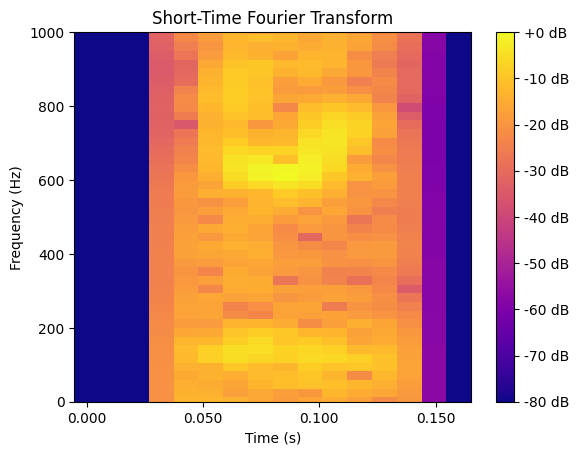 Short-Time Fourier Transform
1000
800
600
400
200
0
Frequency (Hz)
0.000
0.050
0.100
0.150
Time (s)
+0 dB
-10 dB
-20 dB
-30 dB
-40 dB
-50 dB
-60 dB
-70 dB
-80 dB